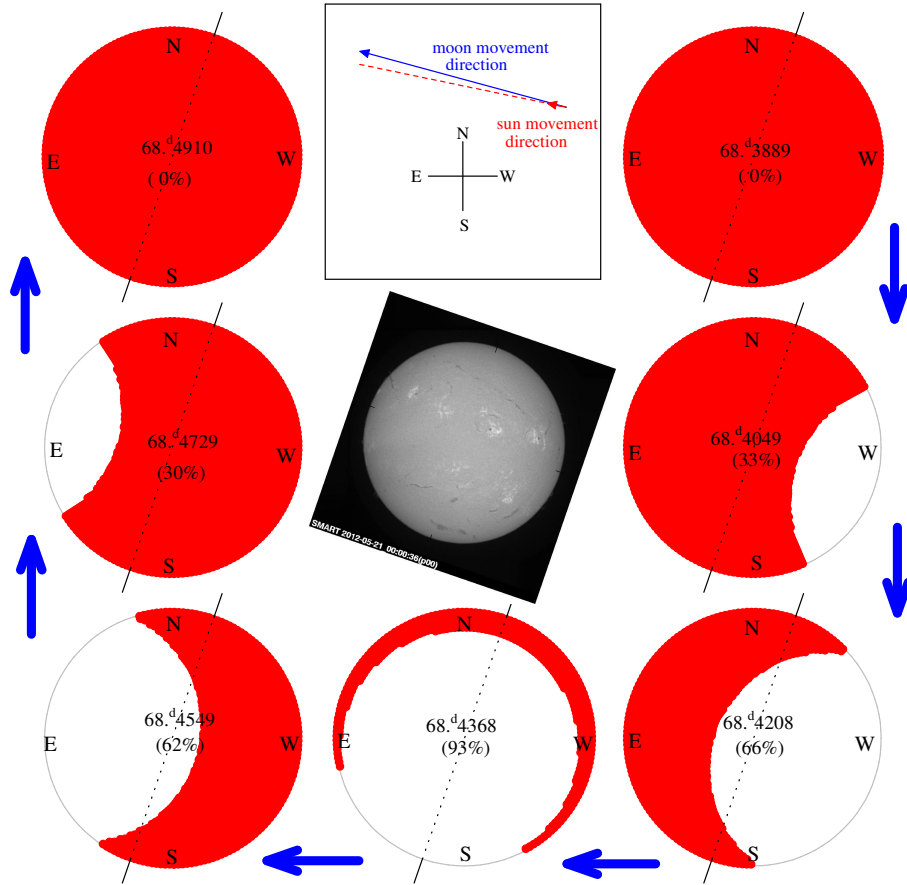 N
68.ᵈ4910
E
W
( 0%)
S
moon movement
direction
sun movement
direction
N
E
W
S
N
68.ᵈ3889
E
W
( 0%)
S
N
68.ᵈ4729
E
W
(30%)
S
SMART 2012-05-21 00:00:36(p00)
N
68.ᵈ4049
E
W
(33%)
S
N
68.ᵈ4549
E
W
(62%)
S
N
68.ᵈ4368
E
W
(93%)
S
N
68.ᵈ4208
E
W
(66%)
S